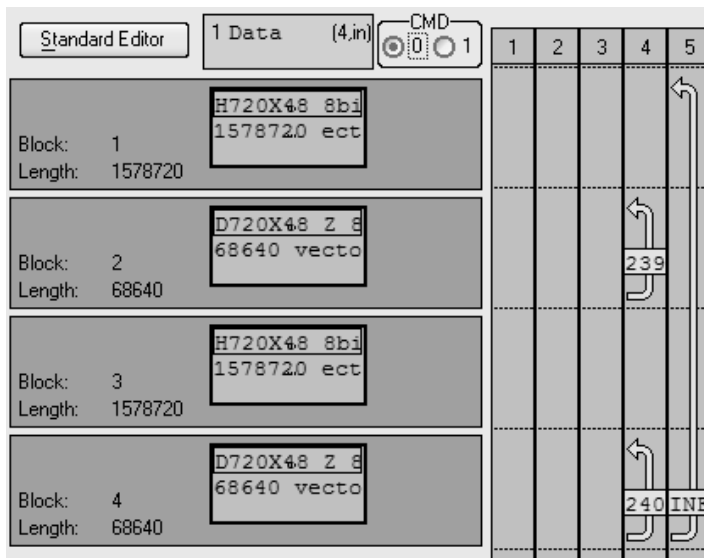 Standard Editor
1 Data (4,in)
CMD
0 1
1 2 3 4 5
H720X48 8bi
1578720 ect
Block: 1
Length: 1578720
D720X48 Z 8
68640 vecto
Block: 2
Length: 68640
239
H720X48 8bi
1578720 ect
Block: 3
Length: 1578720
D720X48 Z 8
68640 vecto
Block: 4
Length: 68640
240 INF